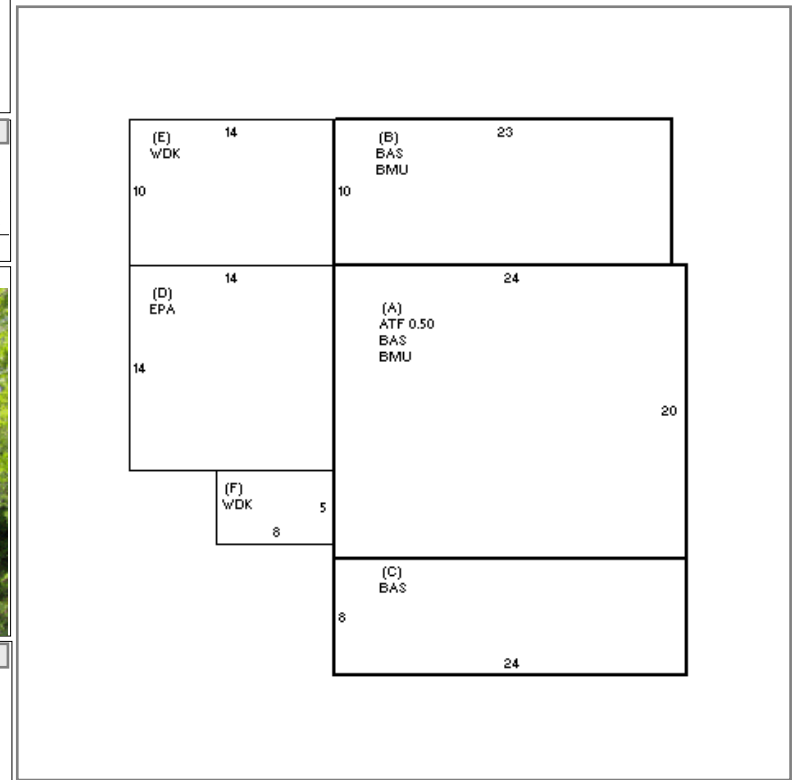 (E)
WDK
14
10
(B)
BAS
BMU
23
10
14
(D)
EPA
14
24
(A)
ATF 0.50
BAS
BMU
20
(F)
WDK
5
8
(C)
BAS
8
24